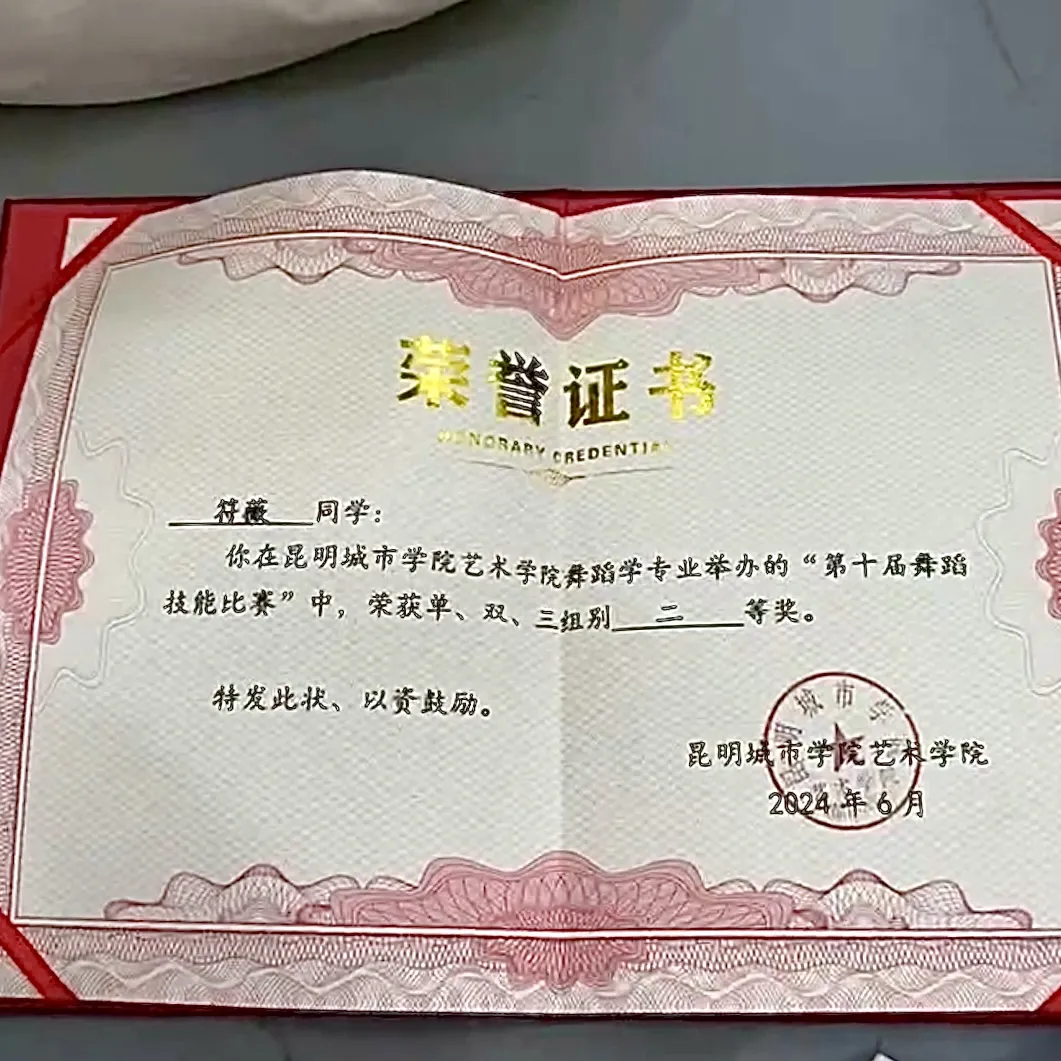 荣誉证书
HONORARY CREDENTIAL
符薇 同学:
你在昆明城市学院艺术学院舞蹈学专业举办的“第十届舞蹈
技能比赛”中，荣获单、双、三组别 二 等奖。
特发此状、以资鼓励。
昆明城市学院艺术学院
2024年6月